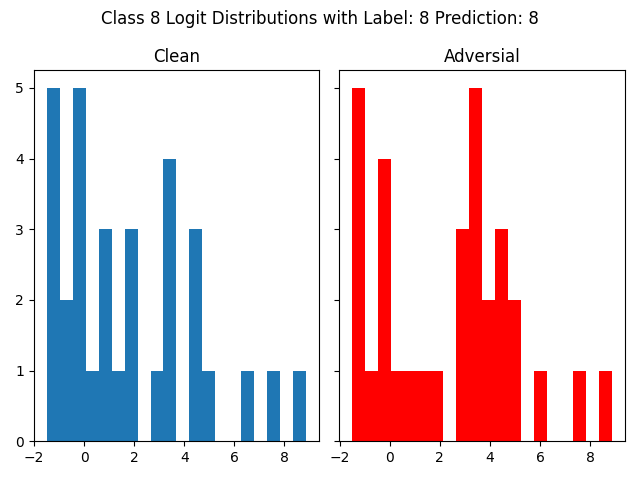 Class 8 Logit Distributions with Label: 8 Prediction: 8
Clean
Adversial
5
4
3
2
1
0
−2 0 2 4 6 8
−2 0 2 4 6 8